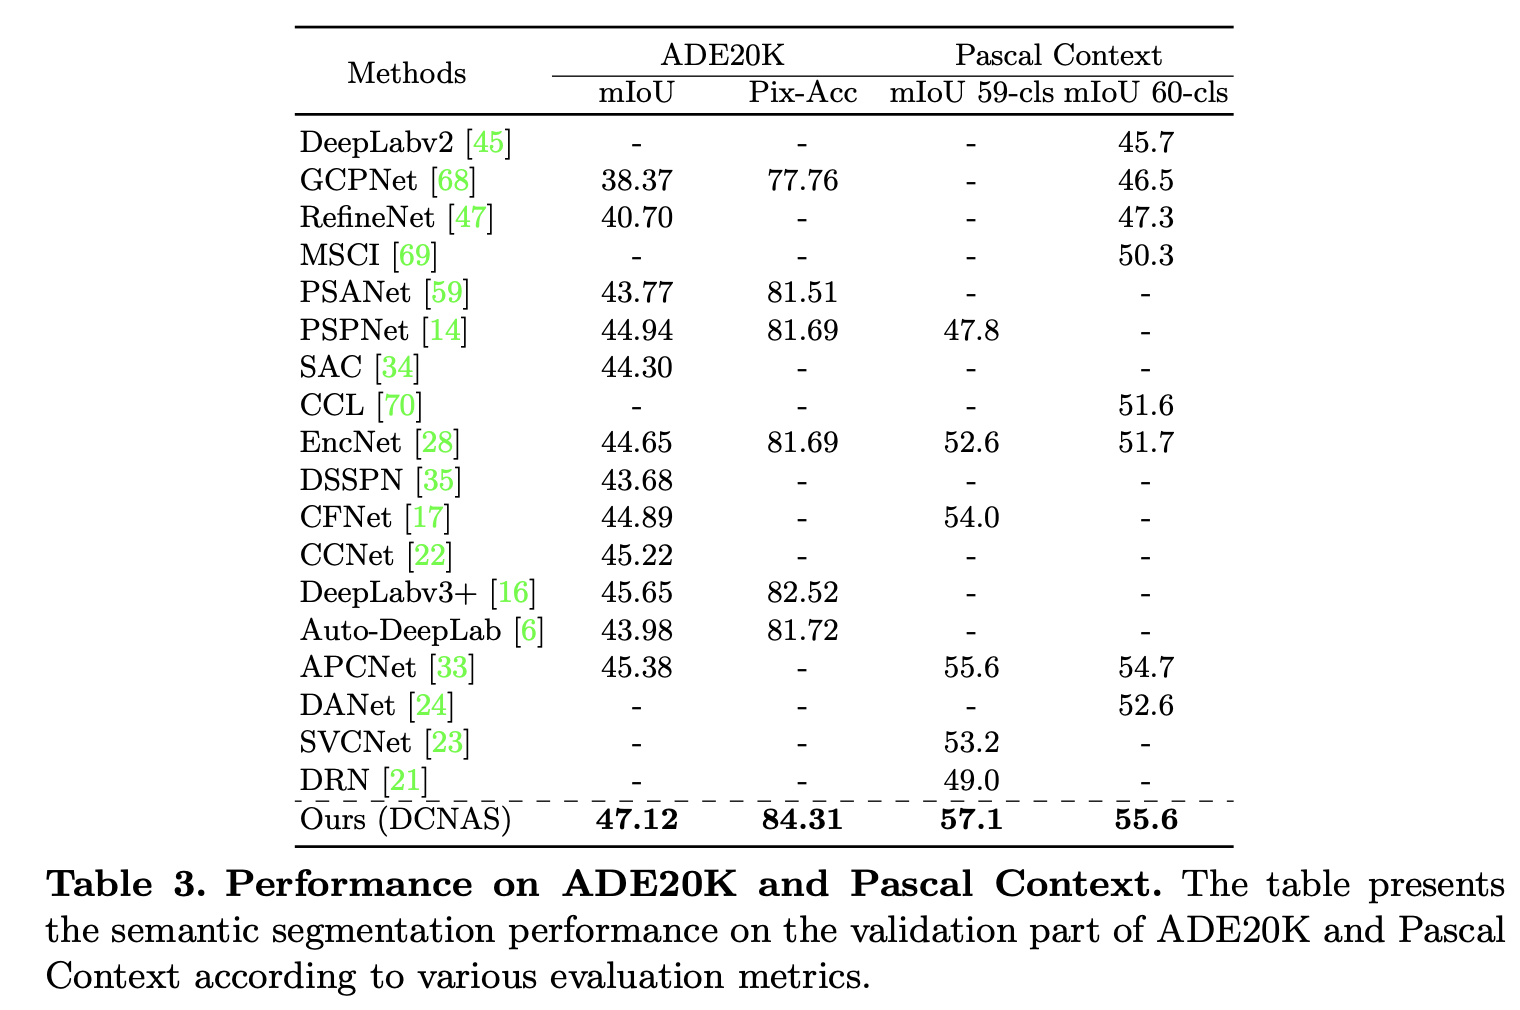 Methods ADE20K Pascal Context
mIoU Pix-Acc mIoU 59-cls mIoU 60-cls
DeepLabv2 [45] - - - 45.7
GCPNet [68] 38.37 77.76 - 46.5
RefineNet [47] 40.70 - - 47.3
MSCI [69] - - - 50.3
PSANet [59] 43.77 81.51 - -
PSPNet [14] 44.94 81.69 47.8 -
SAC [34] 44.30 - - -
CCL [70] - - - 51.6
EncNet [28] 44.65 81.69 52.6 51.7
DSSPN [35] 43.68 - - -
CFNet [17] 44.89 - 54.0 -
CCNet [22] 45.22 - - -
DeepLabv3+ [16] 45.65 82.52 - -
Auto-DeepLab [6] 43.98 81.72 - -
APCNet [33] 45.38 - 55.6 54.7
DANet [24] - - - 52.6
SVCNet [23] - - 53.2 -
DRN [21] - - 49.0 -
Ours (DCNAS) 47.12 84.31 57.1 55.6
Table 3. Performance on ADE20K and Pascal Context. The table presents
the semantic segmentation performance on the validation part of ADE20K and Pascal
Context according to various evaluation metrics.